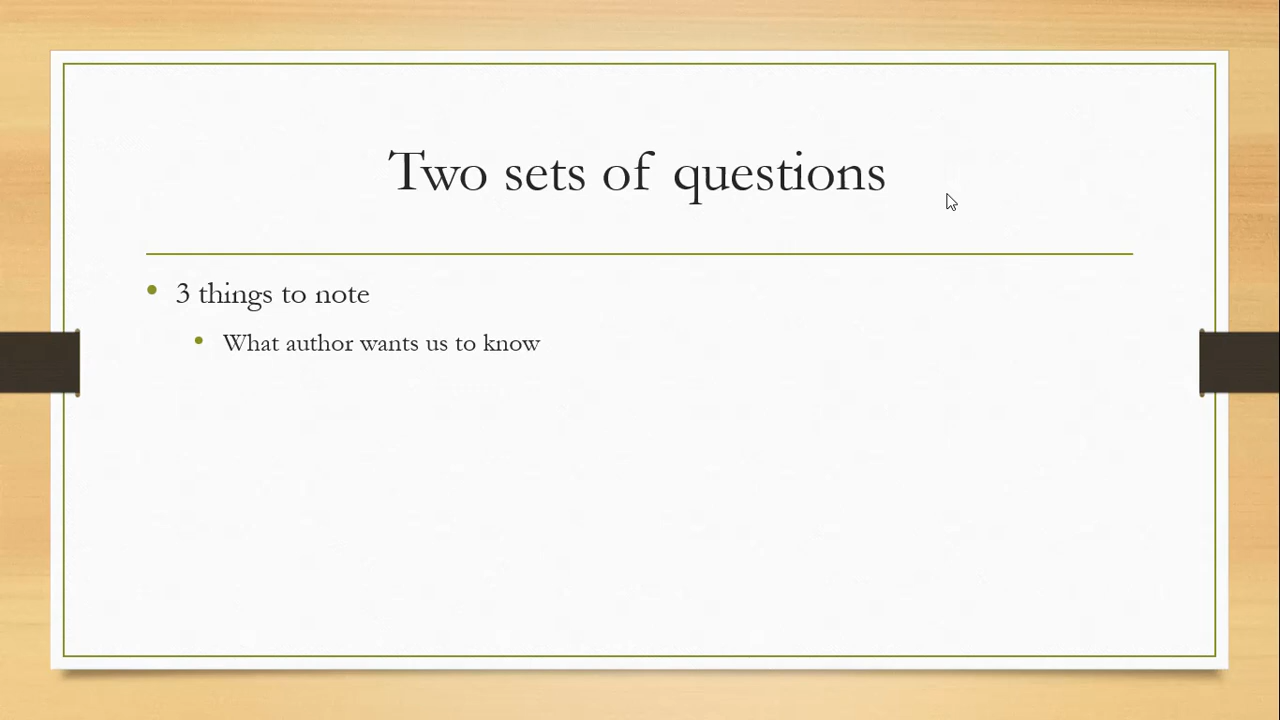 Two sets of questions
3 things to note
What author wants us to know